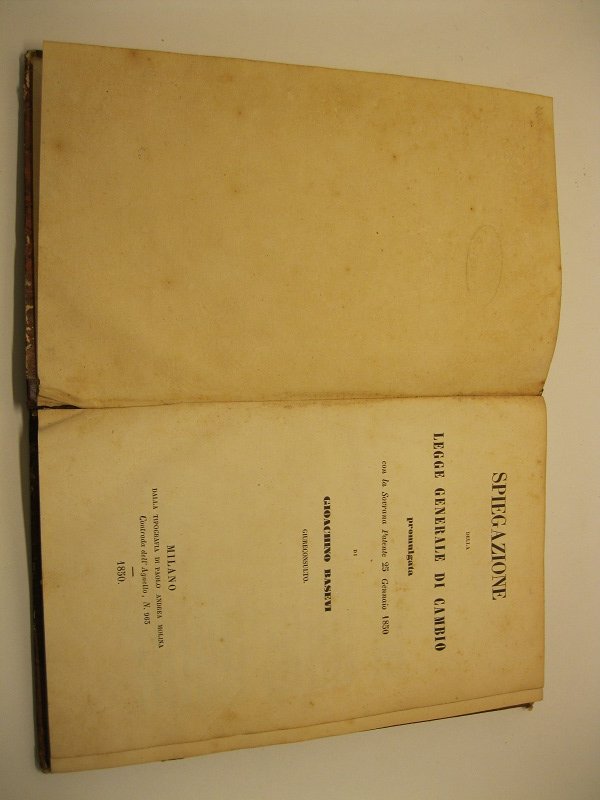 SPIEGAZIONE
DELLA
LEGGE GENERALE DI CAMBIO
promulgata
con la Sovrana Patente 25 Gennaio 1850
DI
GIOACHINO BASEVI
GIURECONSULTO.
MILANO
DALLA TIPOGRAFIA DI PAOLO ANDREA MOLINA
Contrada dell'Agnello, N. 963
1850.